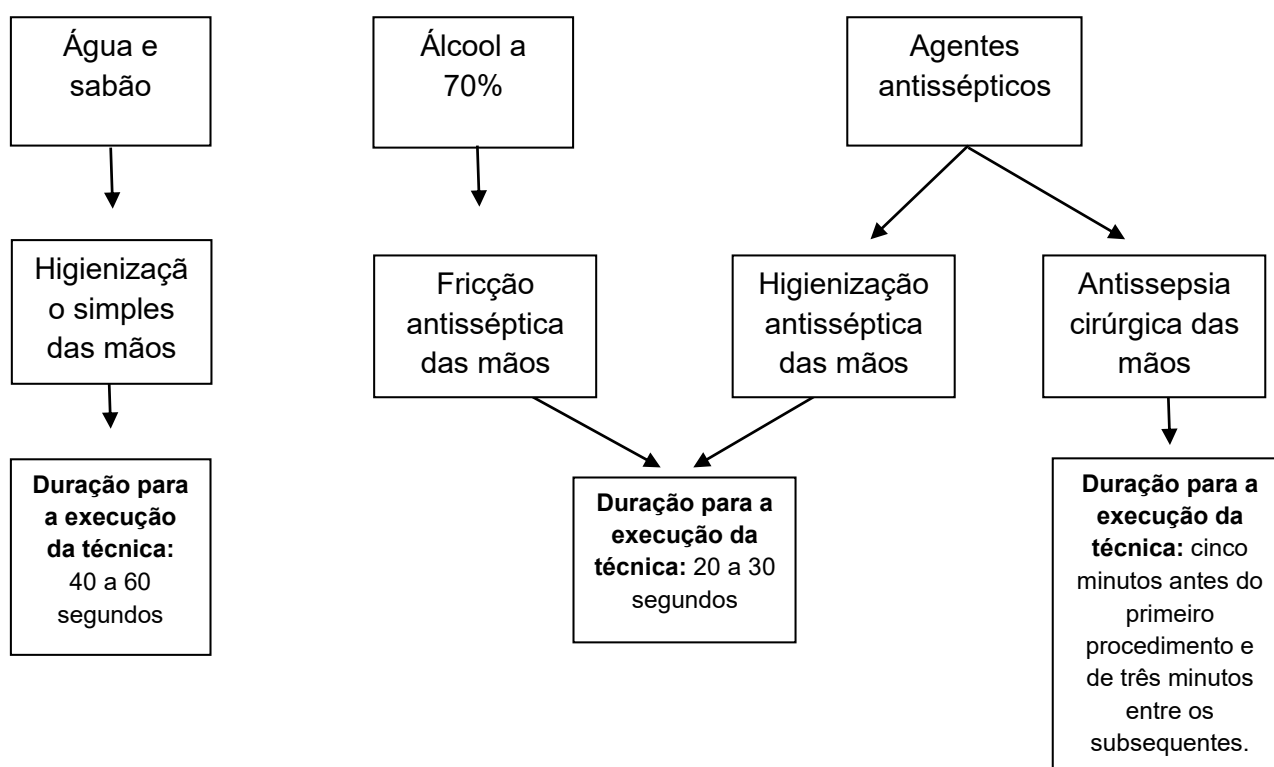 Água e
sabão
Álcool a
70%
Agentes
antissépticos
Higienizaçã
o simples
das mãos
Fricção
antisséptica
das mãos
Higienização
antisséptica
das mãos
Antissepsia
cirúrgica das
mãos
Duração para
a execução
da técnica:
40 a 60
segundos
Duração para a
execução da
técnica: 20 a 30
segundos
Duração para a
execução da
técnica: cinco
minutos antes do
primeiro
procedimento e
de três minutos
entre os
subsequentes.